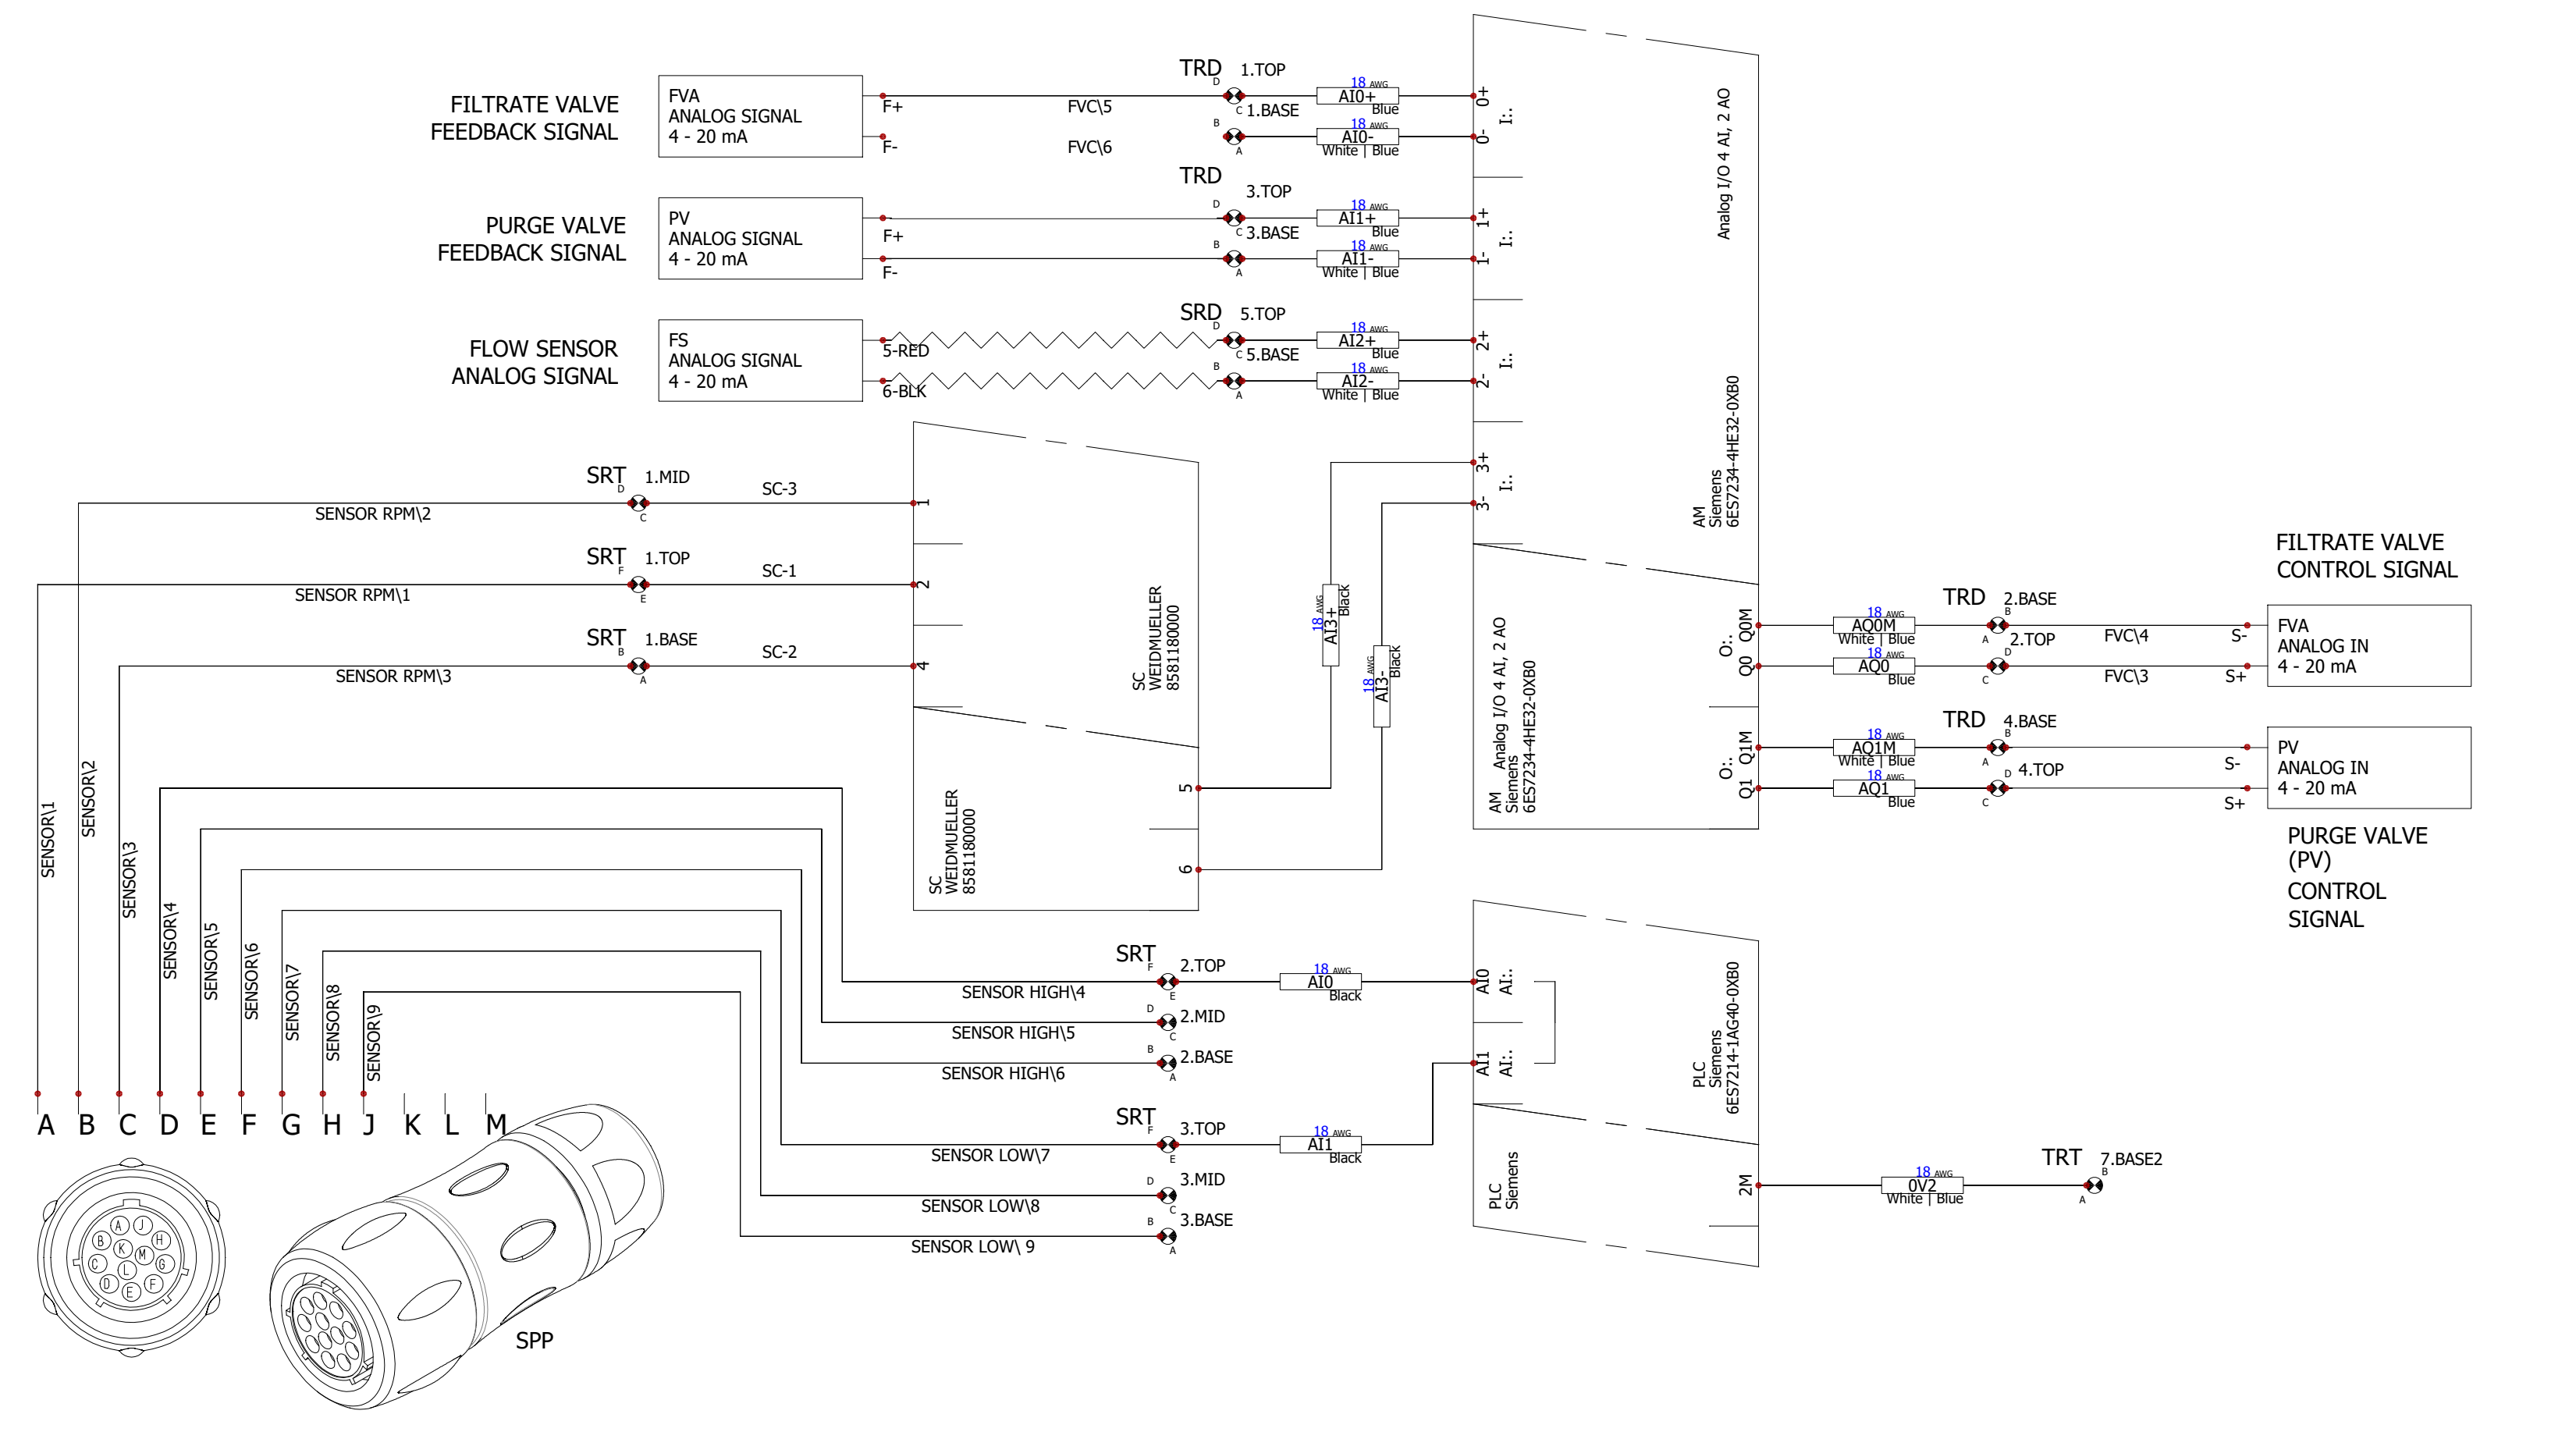 FILTRATE VALVE
FEEDBACK SIGNAL
FVA
ANALOG SIGNAL
4 - 20 mA
F+
F-
FVC\5
FVC\6
TRD
D
1.TOP
C
1.BASE
B
A
18 AWG
AI0+
Blue
18 AWG
AI0-
White | Blue
0+
0-
I:.
PURGE VALVE
FEEDBACK SIGNAL
PV
ANALOG SIGNAL
4 - 20 mA
F+
F-
TRD
D
3.TOP
C
3.BASE
B
A
18 AWG
AI1+
Blue
18 AWG
AI1-
White | Blue
1+
1-
I:.
FLOW SENSOR
ANALOG SIGNAL
FS
ANALOG SIGNAL
4 - 20 mA
5-RED
6-BLK
SRD
D
5.TOP
C
5.BASE
B
A
18 AWG
AI2+
Blue
18 AWG
AI2-
White | Blue
2+
2-
I:.
3+
3-
I:.
Analog I/O 4 AI, 2 AO
AM
Siemens
6ES7234-4HE32-0XB0
SENSOR RPM\2
SRT
D
1.MID
C
SC-3
1
SENSOR RPM\1
SRT
F
1.TOP
E
SC-1
2
SENSOR RPM\3
SRT
B
1.BASE
A
SC-2
4
SC
WEIDMUELLER
8581180000
SC
WEIDMUELLER
8581180000
5
6
18 AWG
AI3+
Black
18 AWG
AI3-
Black
AM
Analog I/O 4 AI, 2 AO
Siemens
6ES7234-4HE32-0XB0
O:.
Q0M
Q0
O:.
Q1M
Q1
18 AWG
AQ0M
White | Blue
18 AWG
AQ0
Blue
TRD
2.BASE
B
A
2.TOP
D
C
FVC\4
FVC\3
S-
S+
FILTRATE VALVE
CONTROL SIGNAL
FVA
ANALOG IN
4 - 20 mA
18 AWG
AQ1M
White | Blue
18 AWG
AQ1
Blue
TRD
4.BASE
B
A
4.TOP
D
C
S-
S+
PV
ANALOG IN
4 - 20 mA
PURGE VALVE
(PV)
CONTROL
SIGNAL
SENSOR\1
SENSOR\2
SENSOR\3
SENSOR\4
SENSOR\5
SENSOR\6
SENSOR\7
SENSOR\8
SENSOR\9
SENSOR HIGH\4
SENSOR HIGH\5
SENSOR HIGH\6
SRT
F
2.TOP
E
D
2.MID
C
B
2.BASE
A
18 AWG
AI0
Black
AI0
AI:.
AI1
AI:.
PLC
Siemens
6ES7214-1AG40-0XB0
SENSOR LOW\7
SENSOR LOW\8
SENSOR LOW\ 9
SRT
F
3.TOP
E
D
3.MID
C
B
3.BASE
A
18 AWG
AI1
Black
PLC
Siemens
2M
18 AWG
0V2
White | Blue
TRT
7.BASE2
B
A
A B C D E F G H J K L M
A J
B K M H
C L G
D E F
SPP